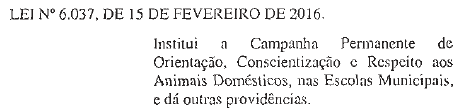 LEI Nº 6.037, DE 15 DE FEVEREIRO DE 2016.
Institui a Campanha Permanente de
Orientação, Conscientização e Respeito aos
Animais Domésticos, nas Escolas Municipais,
e dá outras providências.